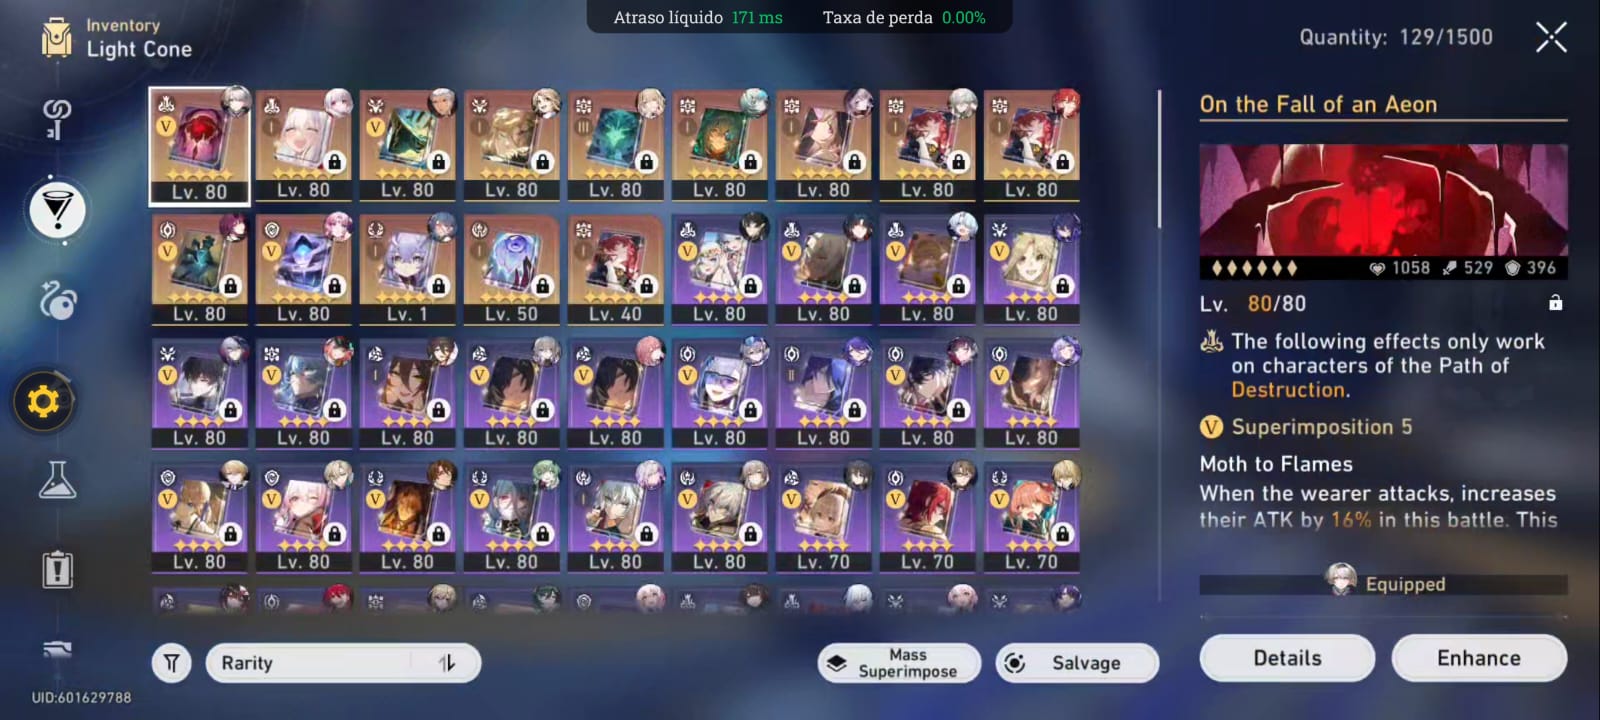 Atraso líquido 171 ms Taxa de perda 0.00%
Inventory
Light Cone
Quantity: 129/1500
V I V I III I I I I
Lv. 80 Lv. 80 Lv. 80 Lv. 80 Lv. 80 Lv. 80 Lv. 80 Lv. 80 Lv. 80
V V I I I V V V V
Lv. 80 Lv. 80 Lv. 1 Lv. 50 Lv. 40 Lv. 80 Lv. 80 Lv. 80 Lv. 80
V V I V V V II V V
Lv. 80 Lv. 80 Lv. 80 Lv. 80 Lv. 80 Lv. 80 Lv. 80 Lv. 80 Lv. 80
V V V V I V V V V
Lv. 80 Lv. 80 Lv. 80 Lv. 80 Lv. 80 Lv. 80 Lv. 70 Lv. 70 Lv. 70
Rarity
Mass
Superimpose
Salvage
UID:601629788
On the Fall of an Aeon
1058 529 396
Lv. 80/80
The following effects only work
on characters of the Path of
Destruction.
V Superimposition 5
Moth to Flames
When the wearer attacks, increases
their ATK by 16% in this battle. This
Equipped
Details Enhance